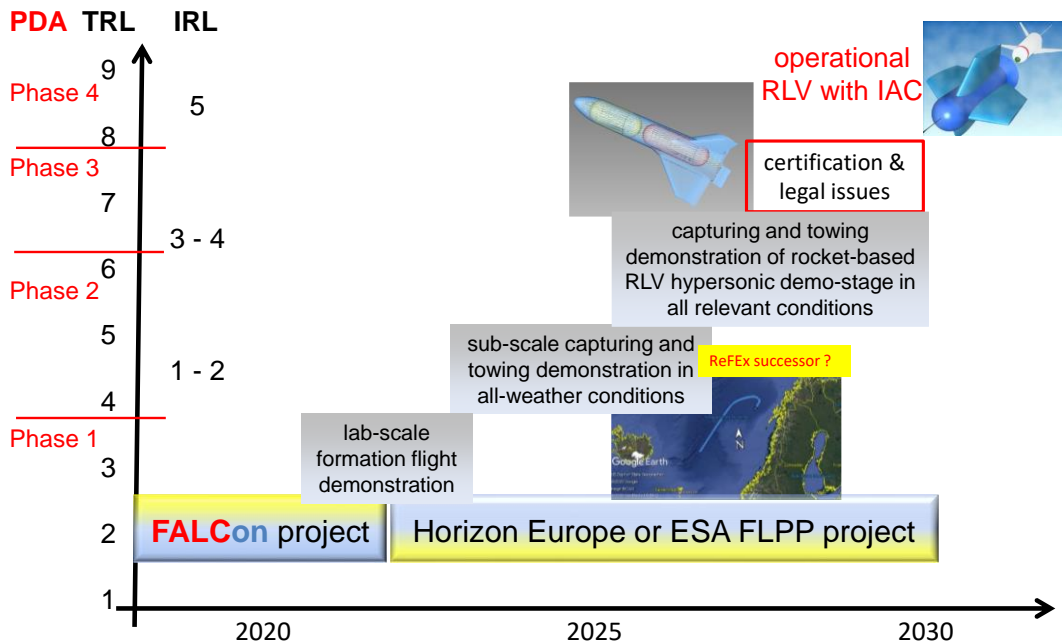 PDA TRL IRL
9
Phase 4
5
8
Phase 3
7
3 - 4
6
Phase 2
5
1 - 2
4
Phase 1
3
2
1
operational
RLV with IAC
certification &
legal issues
capturing and towing
demonstration of rocket-based
RLV hypersonic demo-stage in
all relevant conditions
sub-scale capturing and
towing demonstration in
all-weather conditions
ReFEx successor ?
N
Google Earth
lab-scale
formation flight
demonstration
FALCon project
Horizon Europe or ESA FLPP project
2020
2025
2030